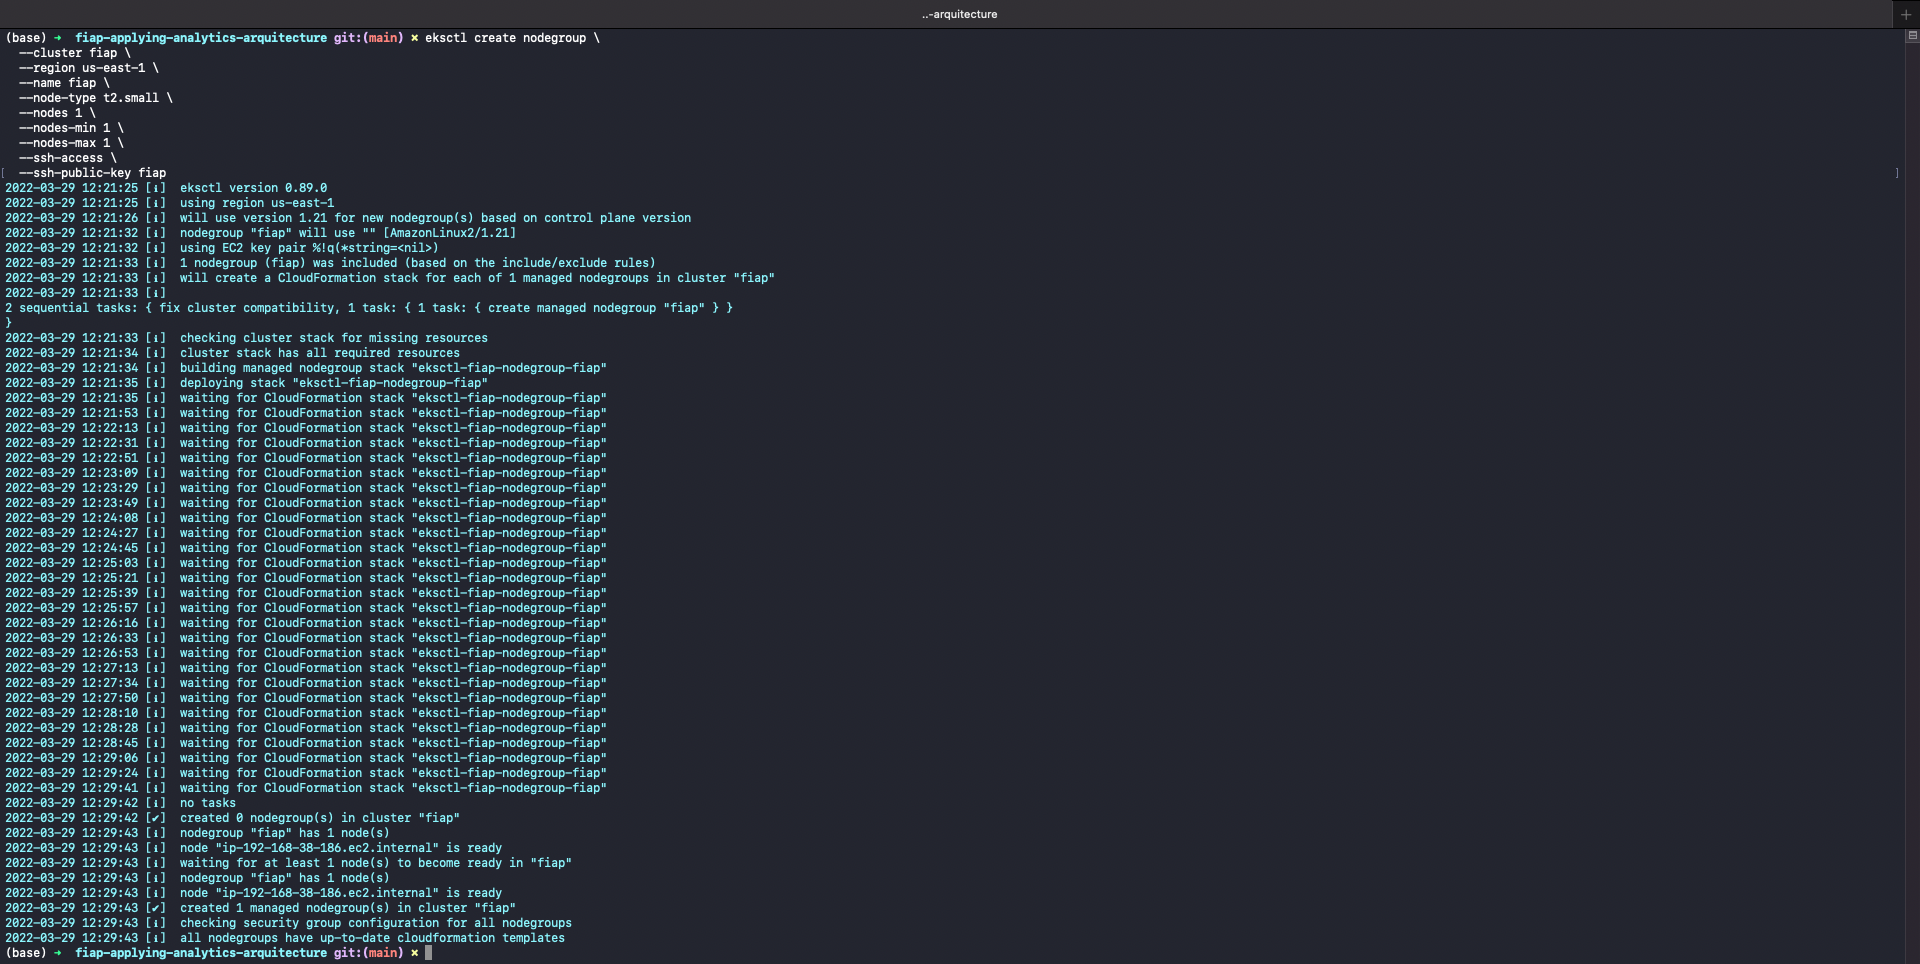 ..-arquitecture
(base) ➜  fiap-applying-analytics-arquitecture git:(main) ✗ eksctl create nodegroup \
  --cluster fiap \
  --region us-east-1 \
  --name fiap \
  --node-type t2.small \
  --nodes 1 \
  --nodes-min 1 \
  --nodes-max 1 \
  --ssh-access \
[  --ssh-public-key fiap ]
2022-03-29 12:21:25 [ℹ]  eksctl version 0.89.0
2022-03-29 12:21:25 [ℹ]  using region us-east-1
2022-03-29 12:21:26 [ℹ]  will use version 1.21 for new nodegroup(s) based on control plane version
2022-03-29 12:21:32 [ℹ]  nodegroup "fiap" will use "" [AmazonLinux2/1.21]
2022-03-29 12:21:32 [ℹ]  using EC2 key pair %!q(*string=<nil>)
2022-03-29 12:21:33 [ℹ]  1 nodegroup (fiap) was included (based on the include/exclude rules)
2022-03-29 12:21:33 [ℹ]  will create a CloudFormation stack for each of 1 managed nodegroups in cluster "fiap"
2022-03-29 12:21:33 [ℹ]
2 sequential tasks: { fix cluster compatibility, 1 task: { 1 task: { create managed nodegroup "fiap" } }
}
2022-03-29 12:21:33 [ℹ]  checking cluster stack for missing resources
2022-03-29 12:21:34 [ℹ]  cluster stack has all required resources
2022-03-29 12:21:34 [ℹ]  building managed nodegroup stack "eksctl-fiap-nodegroup-fiap"
2022-03-29 12:21:35 [ℹ]  deploying stack "eksctl-fiap-nodegroup-fiap"
2022-03-29 12:21:35 [ℹ]  waiting for CloudFormation stack "eksctl-fiap-nodegroup-fiap"
2022-03-29 12:21:53 [ℹ]  waiting for CloudFormation stack "eksctl-fiap-nodegroup-fiap"
2022-03-29 12:22:13 [ℹ]  waiting for CloudFormation stack "eksctl-fiap-nodegroup-fiap"
2022-03-29 12:22:31 [ℹ]  waiting for CloudFormation stack "eksctl-fiap-nodegroup-fiap"
2022-03-29 12:22:51 [ℹ]  waiting for CloudFormation stack "eksctl-fiap-nodegroup-fiap"
2022-03-29 12:23:09 [ℹ]  waiting for CloudFormation stack "eksctl-fiap-nodegroup-fiap"
2022-03-29 12:23:29 [ℹ]  waiting for CloudFormation stack "eksctl-fiap-nodegroup-fiap"
2022-03-29 12:23:49 [ℹ]  waiting for CloudFormation stack "eksctl-fiap-nodegroup-fiap"
2022-03-29 12:24:08 [ℹ]  waiting for CloudFormation stack "eksctl-fiap-nodegroup-fiap"
2022-03-29 12:24:27 [ℹ]  waiting for CloudFormation stack "eksctl-fiap-nodegroup-fiap"
2022-03-29 12:24:45 [ℹ]  waiting for CloudFormation stack "eksctl-fiap-nodegroup-fiap"
2022-03-29 12:25:03 [ℹ]  waiting for CloudFormation stack "eksctl-fiap-nodegroup-fiap"
2022-03-29 12:25:21 [ℹ]  waiting for CloudFormation stack "eksctl-fiap-nodegroup-fiap"
2022-03-29 12:25:39 [ℹ]  waiting for CloudFormation stack "eksctl-fiap-nodegroup-fiap"
2022-03-29 12:25:57 [ℹ]  waiting for CloudFormation stack "eksctl-fiap-nodegroup-fiap"
2022-03-29 12:26:16 [ℹ]  waiting for CloudFormation stack "eksctl-fiap-nodegroup-fiap"
2022-03-29 12:26:33 [ℹ]  waiting for CloudFormation stack "eksctl-fiap-nodegroup-fiap"
2022-03-29 12:26:53 [ℹ]  waiting for CloudFormation stack "eksctl-fiap-nodegroup-fiap"
2022-03-29 12:27:13 [ℹ]  waiting for CloudFormation stack "eksctl-fiap-nodegroup-fiap"
2022-03-29 12:27:34 [ℹ]  waiting for CloudFormation stack "eksctl-fiap-nodegroup-fiap"
2022-03-29 12:27:50 [ℹ]  waiting for CloudFormation stack "eksctl-fiap-nodegroup-fiap"
2022-03-29 12:28:10 [ℹ]  waiting for CloudFormation stack "eksctl-fiap-nodegroup-fiap"
2022-03-29 12:28:28 [ℹ]  waiting for CloudFormation stack "eksctl-fiap-nodegroup-fiap"
2022-03-29 12:28:45 [ℹ]  waiting for CloudFormation stack "eksctl-fiap-nodegroup-fiap"
2022-03-29 12:29:06 [ℹ]  waiting for CloudFormation stack "eksctl-fiap-nodegroup-fiap"
2022-03-29 12:29:24 [ℹ]  waiting for CloudFormation stack "eksctl-fiap-nodegroup-fiap"
2022-03-29 12:29:41 [ℹ]  waiting for CloudFormation stack "eksctl-fiap-nodegroup-fiap"
2022-03-29 12:29:42 [ℹ]  no tasks
2022-03-29 12:29:42 [✔]  created 0 nodegroup(s) in cluster "fiap"
2022-03-29 12:29:43 [ℹ]  nodegroup "fiap" has 1 node(s)
2022-03-29 12:29:43 [ℹ]  node "ip-192-168-38-186.ec2.internal" is ready
2022-03-29 12:29:43 [ℹ]  waiting for at least 1 node(s) to become ready in "fiap"
2022-03-29 12:29:43 [ℹ]  nodegroup "fiap" has 1 node(s)
2022-03-29 12:29:43 [ℹ]  node "ip-192-168-38-186.ec2.internal" is ready
2022-03-29 12:29:43 [✔]  created 1 managed nodegroup(s) in cluster "fiap"
2022-03-29 12:29:43 [ℹ]  checking security group configuration for all nodegroups
2022-03-29 12:29:43 [ℹ]  all nodegroups have up-to-date cloudformation templates
(base) ➜  fiap-applying-analytics-arquitecture git:(main) ✗